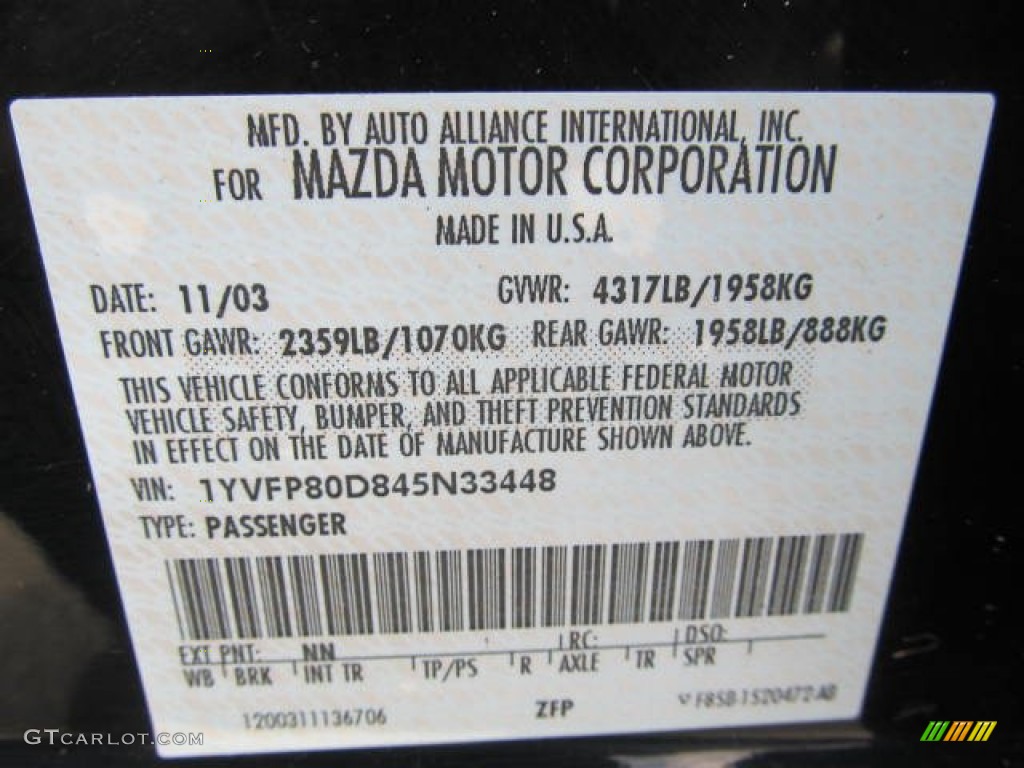 MFD. BY AUTO ALLIANCE INTERNATIONAL, INC.
FOR MAZDA MOTOR CORPORATION
MADE IN U.S.A.
DATE: 11/03 GVWR: 4317LB/1958KG
FRONT GAWR: 2359LB/1070KG REAR GAWR: 1958LB/888KG
THIS VEHICLE CONFORMS TO ALL APPLICABLE FEDERAL MOTOR
VEHICLE SAFETY, BUMPER, AND THEFT PREVENTION STANDARDS
IN EFFECT ON THE DATE OF MANUFACTURE SHOWN ABOVE.
VIN: 1YVFP80D845N33448
TYPE: PASSENGER
EXT PNT: NN RC: DSO:
WB BRK INT TR TP/PS R AXLE TR SPR
1200311136706 ZFP F85B-1520472-AB
GTCARLOT.COM